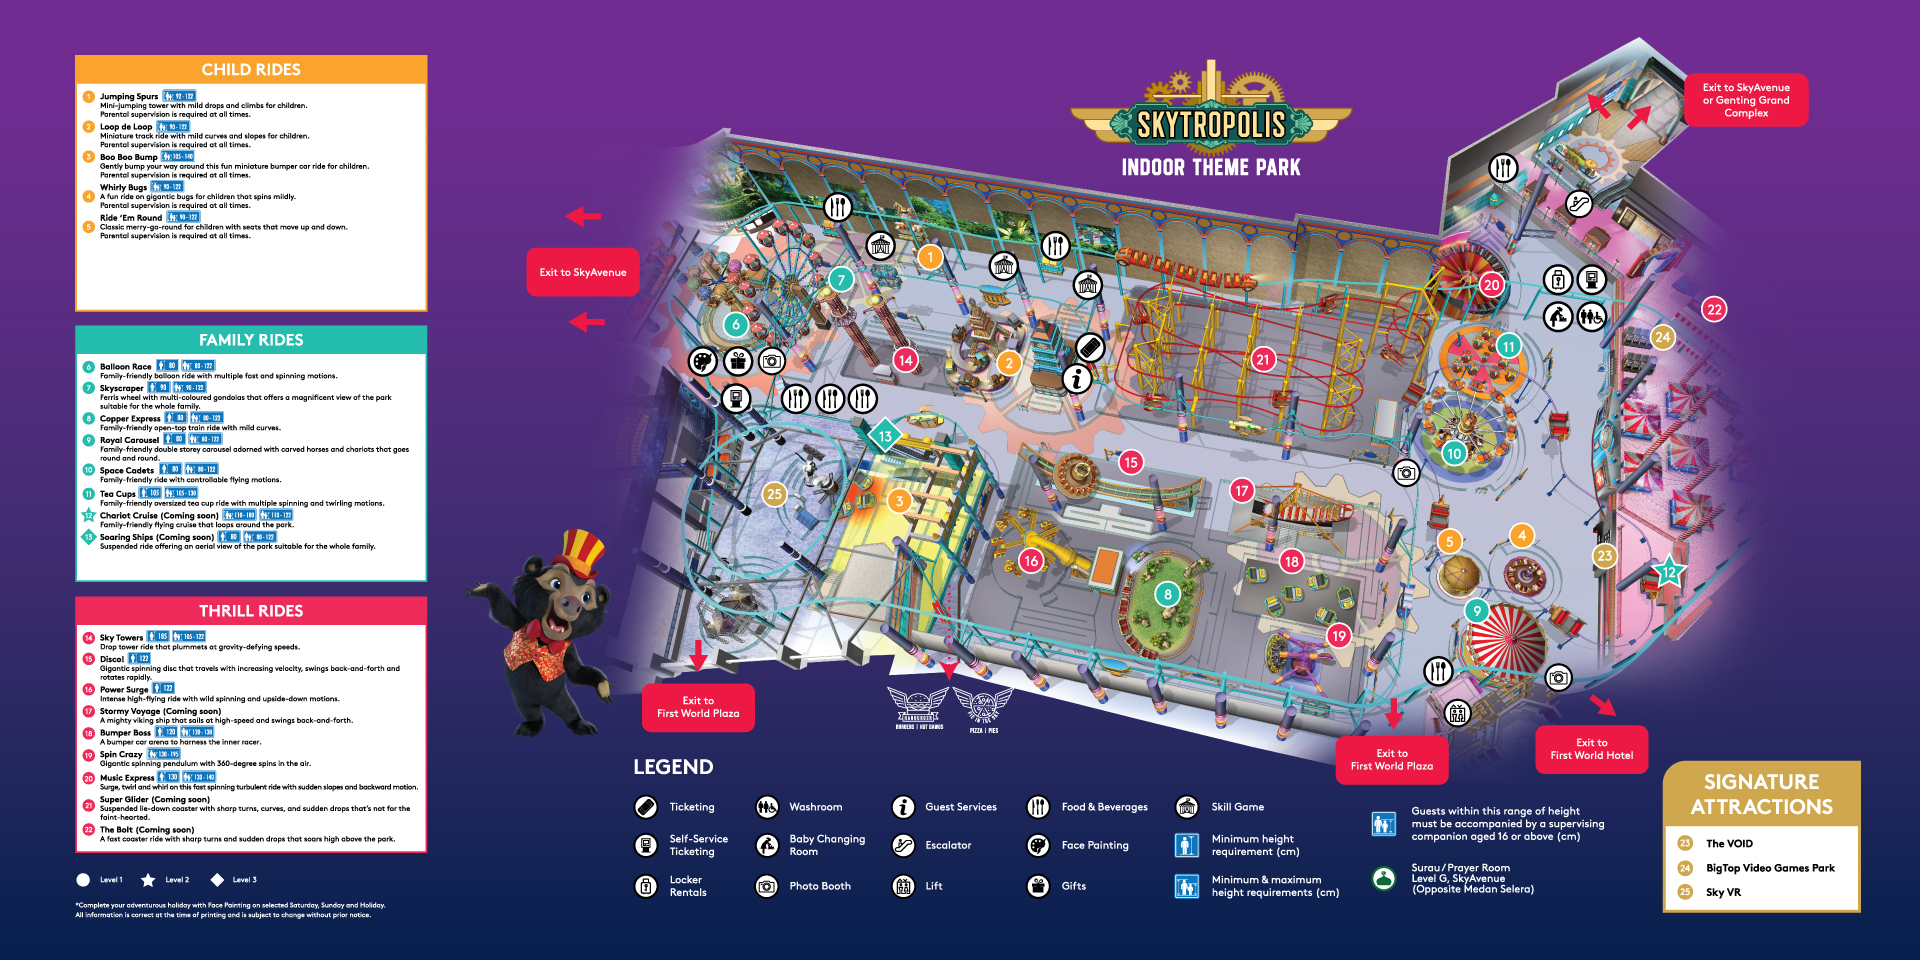 CHILD RIDES
1 Jumping Spurs 92-122
Mini-jumping tower with mild drops and climbs for children.
Parental supervision is required at all times.
2 Loop de Loop 90-122
Miniature track ride with mild curves and slopes for children.
Parental supervision is required at all times.
3 Boo Boo Bump 105-140
Gently bump your way around this fun miniature bumper car ride for children.
Parental supervision is required at all times.
Whirly Bugs 90-122
4 A fun ride on gigantic bugs for children that spins mildly.
Parental supervision is required at all times.
Ride 'Em Round 90-122
5 Classic merry-go-round for children with seats that move up and down.
Parental supervision is required at all times.
FAMILY RIDES
6 Balloon Race 80 80-122
Family-friendly balloon ride with multiple fast and spinning motions.
7 Skyscraper 90 90-122
Ferris wheel with multi-coloured gondolas that offers a magnificent view of the park
suitable for the whole family.
8 Copper Express 80 80-122
Family-friendly open-top train ride with mild curves.
9 Royal Carousel 80 80-122
Family-friendly double storey carousel adorned with carved horses and chariots that goes
round and round.
10 Space Cadets 80 80-122
Family-friendly ride with controllable flying motions.
11 Tea Cups 105 105-130
Family-friendly oversized tea cup ride with multiple spinning and twirling motions.
12 Chariot Cruise (Coming soon) 110-122
Family-friendly flying cruise that loops around the park.
13 Soaring Ships (Coming soon) 80 80-122
Suspended ride offering an aerial view of the park suitable for the whole family.
THRILL RIDES
14 Sky Towers 105 105-122
Drop tower ride that plummets at gravity-defying speeds.
15 Disco! 122
Gigantic spinning disc that travels with increasing velocity, swings back-and-forth and
rotates rapidly.
16 Power Surge 122
Intense high-flying ride with wild spinning and upside-down motions.
17 Stormy Voyage (Coming soon)
A mighty viking ship that sails at high-speed and swings back-and-forth.
18 Bumper Boss 120 120-130
A bumper car arena to harness the inner racer.
19 Spin Crazy 130-195
Gigantic spinning pendulum with 360-degree spins in the air.
20 Music Express 130 130-140
Surge, twirl and whirl on this fast spinning turbulent ride with sudden slopes and backward motion.
21 Super Glider (Coming soon)
Suspended lie-down coaster with sharp turns, curves, and sudden drops that's not for the
faint-hearted.
22 The Bolt (Coming soon)
A fast coaster ride with sharp turns and sudden drops that soars high above the park.
Level 1 Level 2 Level 3
*Complete your adventurous holiday with Face Painting on selected Saturday, Sunday and Holiday.
All information is correct at the time of printing and is subject to change without prior notice.
SKYTROPOLIS
INDOOR THEME PARK
Exit to SkyAvenue
or Genting Grand
Complex
Exit to SkyAvenue
1
7
6
14
2
21
20
22
24
11
10
13
25
3
15
17
16
18
8
19
5
4
23
12
9
Exit to
First World Plaza
HAMBURGER
BURGERS | HOT DAWGS
PIZZA | PIES
Exit to
First World Plaza
Exit to
First World Hotel
LEGEND
Ticketing
Self-Service
Ticketing
Locker
Rentals
Washroom
Baby Changing
Room
Photo Booth
Guest Services
Escalator
Lift
Food & Beverages
Face Painting
Gifts
Skill Game
Minimum height
requirement (cm)
Minimum & maximum
height requirements (cm)
Guests within this range of height
must be accompanied by a supervising
companion aged 16 or above (cm)
Surau/Prayer Room
Level G, SkyAvenue
(Opposite Medan Selera)
SIGNATURE
ATTRACTIONS
23 The VOID
24 BigTop Video Games Park
25 Sky VR